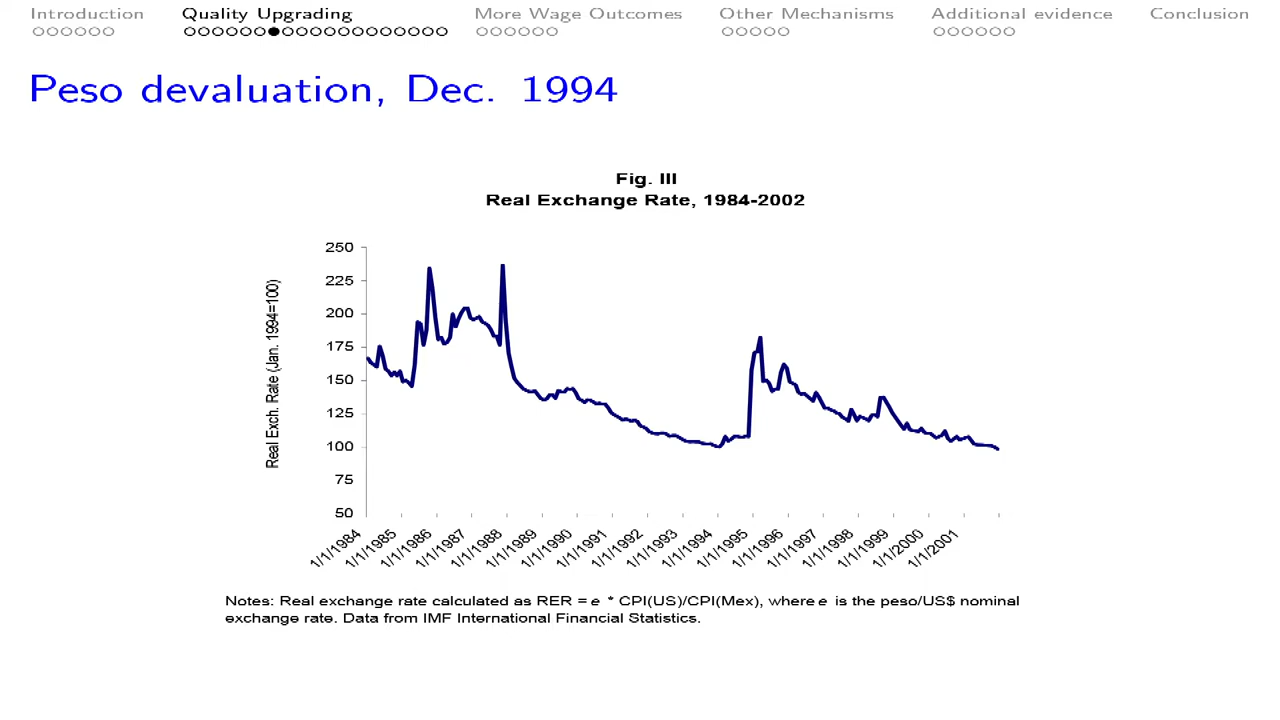 Introduction Quality Upgrading More Wage Outcomes Other Mechanisms Additional evidence Conclusion
Peso devaluation, Dec. 1994
Fig. III
Real Exchange Rate, 1984-2002
Real Exch. Rate (Jan. 1994=100)
250
225
200
175
150
125
100
75
50
1/1/1984 1/1/1985 1/1/1986 1/1/1987 1/1/1988 1/1/1989 1/1/1990 1/1/1991 1/1/1992 1/1/1993 1/1/1994 1/1/1995 1/1/1996 1/1/1997 1/1/1998 1/1/1999 1/1/2000 1/1/2001
Notes: Real exchange rate calculated as RER = e * CPI(US)/CPI(Mex), where e is the peso/US$ nominal
exchange rate. Data from IMF International Financial Statistics.